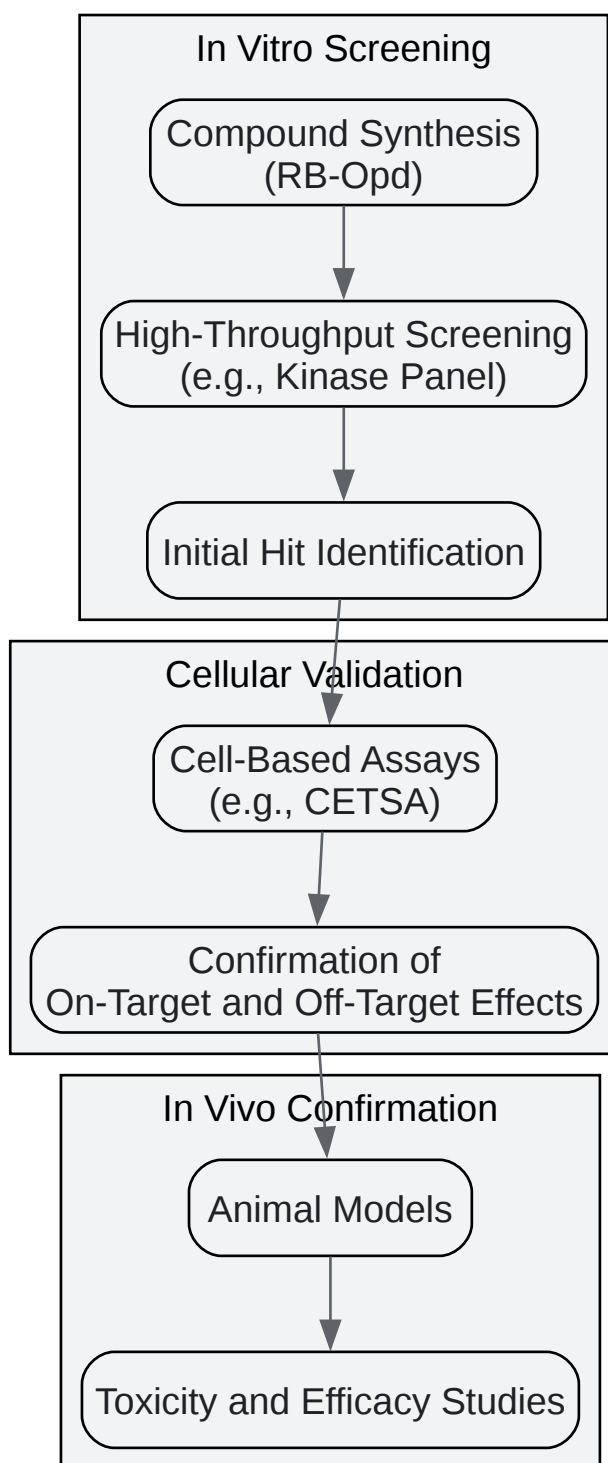 In Vitro Screening
Compound Synthesis
(RB-Opd)
High-Throughput Screening
(e.g., Kinase Panel)
Initial Hit Identification
Cellular Validation
Cell-Based Assays
(e.g., CETSA)
Confirmation of
On-Target and Off-Target Effects
In Vivo Confirmation
Animal Models
Toxicity and Efficacy Studies